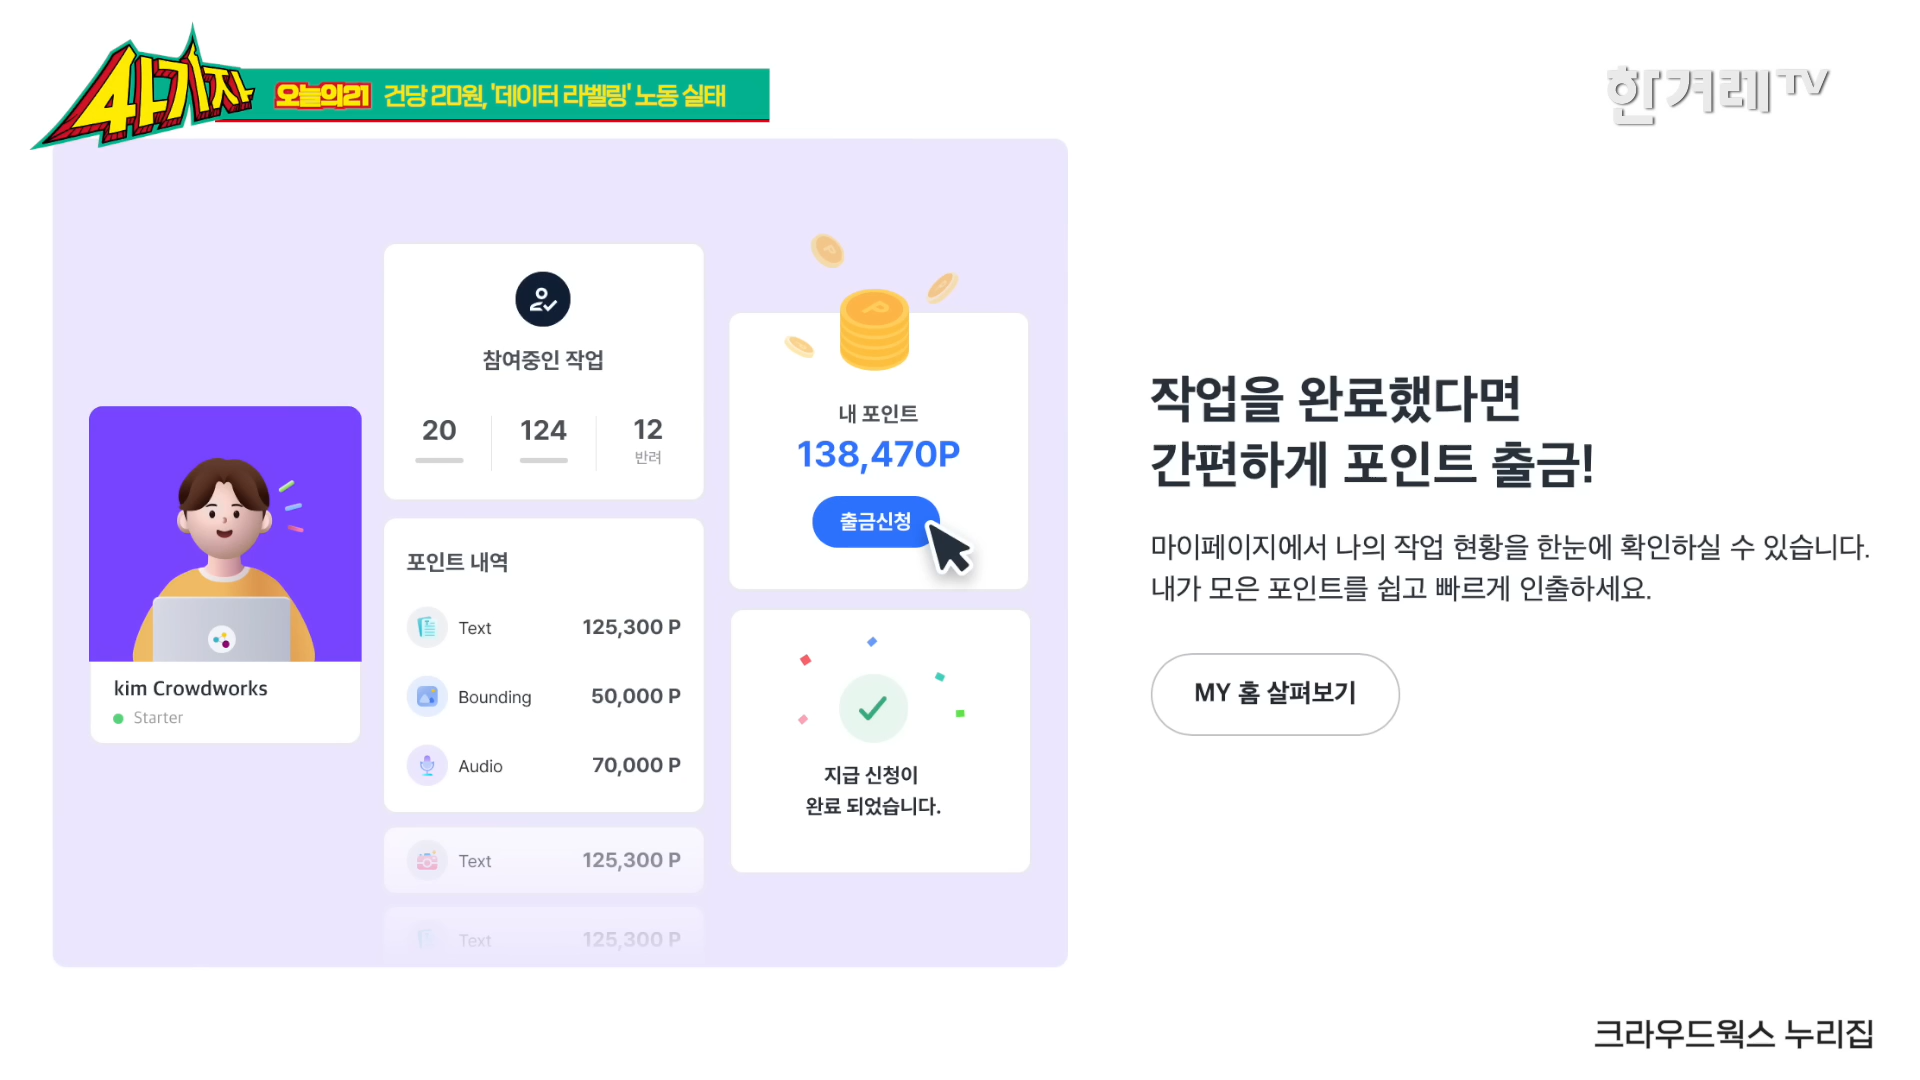 사기자
오늘의21 건당 20원, '데이터 라벨링' 노동 실태
한겨레TV
참여중인 작업
20
124
12
반려
kim Crowdworks
Starter
포인트 내역
Text 125,300 P
Bounding 50,000 P
Audio 70,000 P
Text 125,300 P
Text 125,300 P
내 포인트
138,470P
출금신청
지급 신청이
완료 되었습니다.
작업을 완료했다면
간편하게 포인트 출금!
마이페이지에서 나의 작업 현황을 한눈에 확인하실 수 있습니다.
내가 모은 포인트를 쉽고 빠르게 인출하세요.
MY 홈 살펴보기
크라우드웍스 누리집